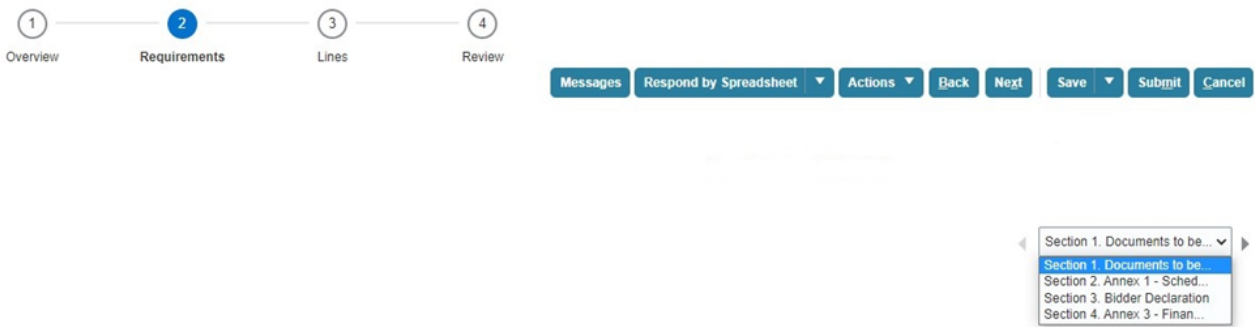 1 2 3 4
Overview Requirements Lines Review
Messages Respond by Spreadsheet Actions Back Next Save Submit Cancel
Section 1. Documents to be...
Section 1. Documents to be...
Section 2. Annex 1 - Sched...
Section 3. Bidder Declaration
Section 4. Annex 3 - Finan...